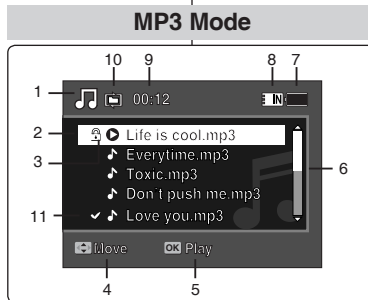 MP3 Mode
10 9 8 7
1 00:12 IN
2 Life is cool.mp3
3 Everytime.mp3
Toxic.mp3 6
Don't push me.mp3
11 Love you.mp3
Move OK Play
4 5